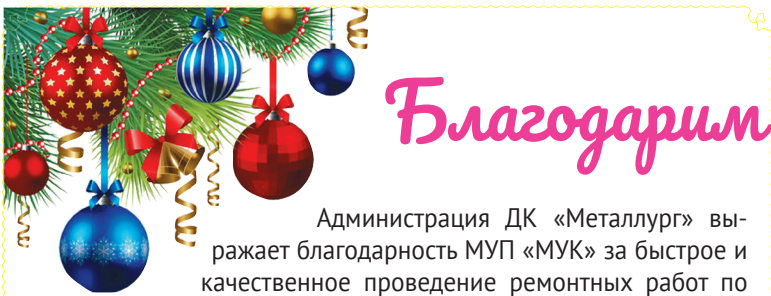 Благодарим
Администрация ДК «Металлург» вы-
ражает благодарность МУП «МУК» за быстрое и
качественное проведение ремонтных работ по